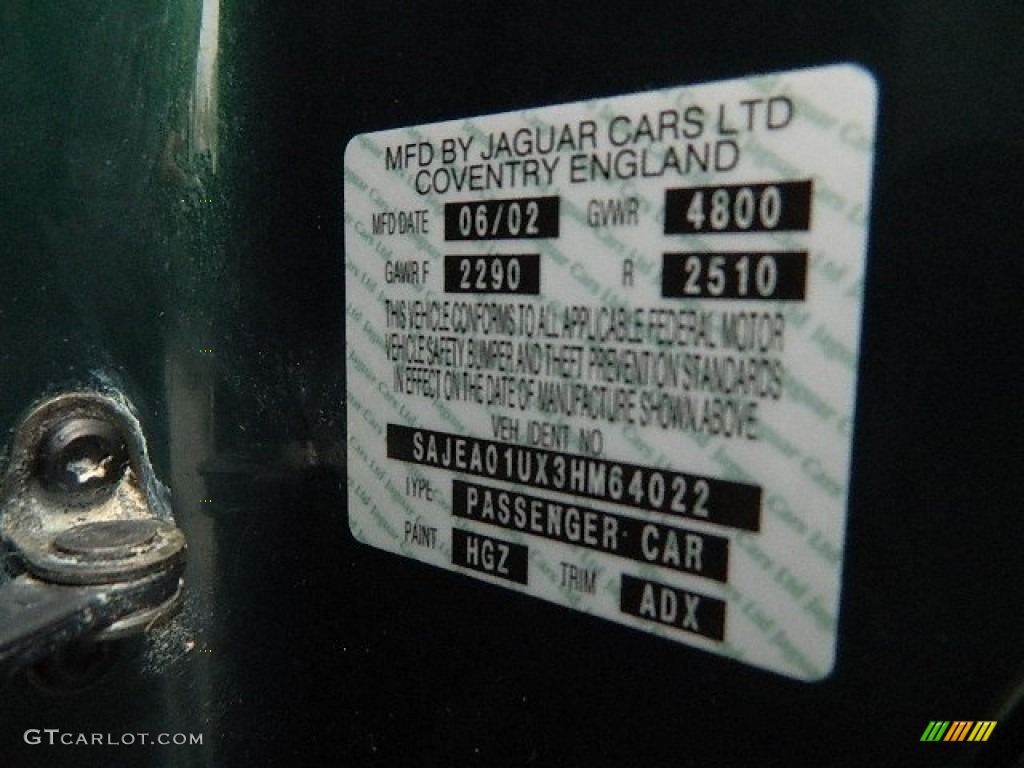 MFD BY JAGUAR CARS LTD
COVENTRY ENGLAND
MFD DATE 06/02 GVWR 4800
GAWR F 2290 R 2510
THIS VEHICLE CONFORMS TO ALL APPLICABLE FEDERAL MOTOR
VEHICLE SAFETY BUMPER AND THEFT PREVENTION STANDARDS
IN EFFECT ON THE DATE OF MANUFACTURE SHOWN ABOVE
VEH. IDENT. NO.
SAJEA01UX3HM64022
TYPE PASSENGER CAR
PAINT HGZ TRIM ADX
GTCARLOT.COM